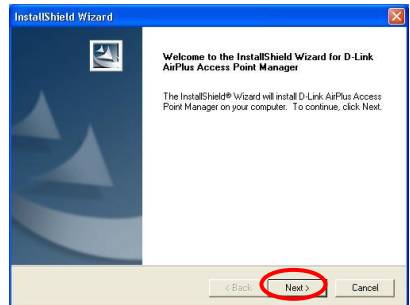 InstallShield Wizard
Welcome to the InstallShield Wizard for D-Link
AirPlus Access Point Manager
The InstallShield® Wizard will install D-Link AirPlus Access
Point Manager on your computer. To continue, click Next.
< Back Next > Cancel